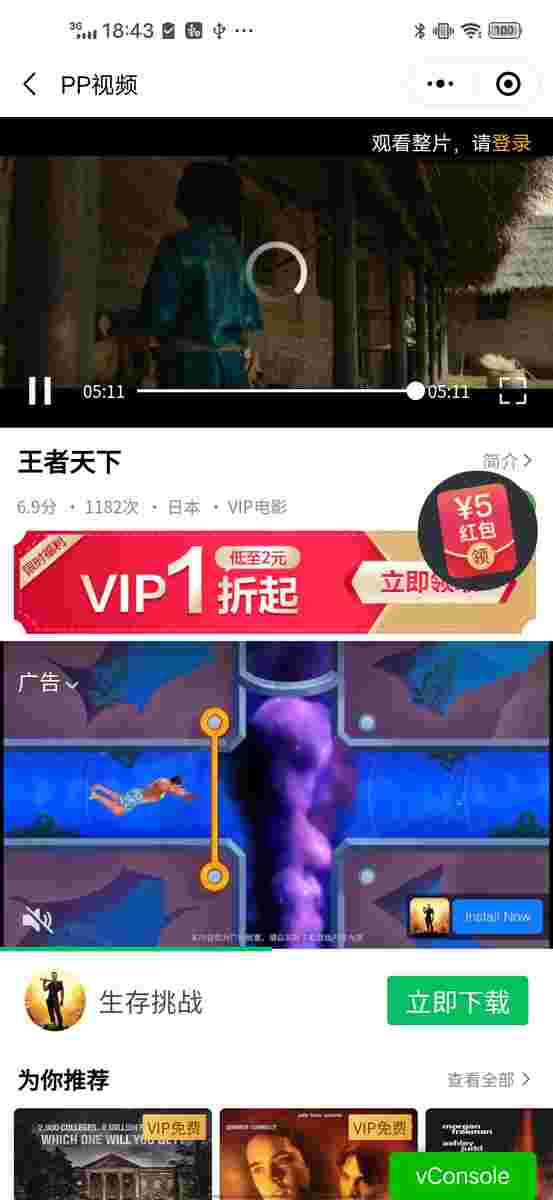 3G 18:43 100
PP视频
观看整片，请登录
05:11 05:11
王者天下
简介
6.9分 · 1182次 · 日本 · VIP电影
限时福利
VIP1折起
低至2元
立即领
¥5
红包
领
广告
Install Now
生存挑战
立即下载
为你推荐
查看全部
VIP免费
WHICH ONE WILL YOU GET
VIP免费
morgan
freeman
ashley
judd
vConsole